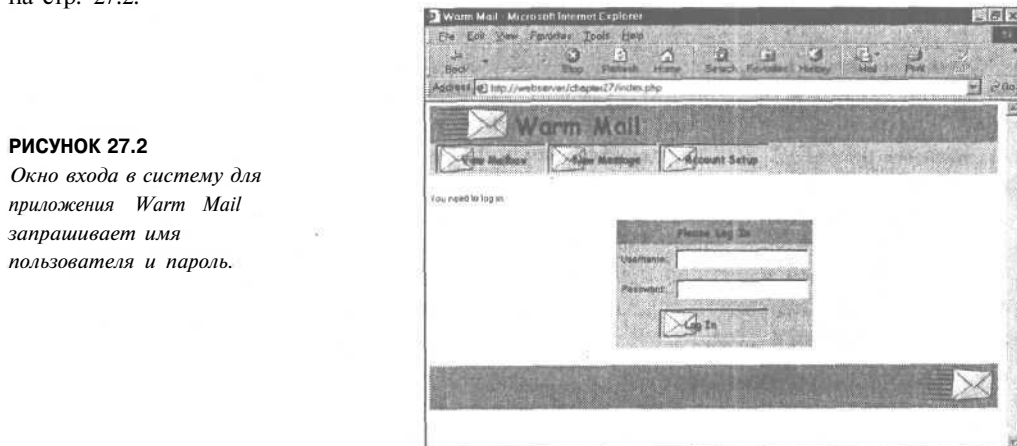 на стр. 27.2.
РИСУНОК 27.2
Окно входа в систему для
приложения Warm Mail
запрашивает имя
пользователя и пароль.
Warm Mail - Microsoft Internet Explorer
File Edit View Favorites Tools Help
Back Stop Refresh Home Search Favorites History Mail Print
Address http://webserver/chapter27/index.php Go
Warm Mail
View Mailbox New Message Account Setup
You need to log in
Please Log In
Username:
Password:
Log In